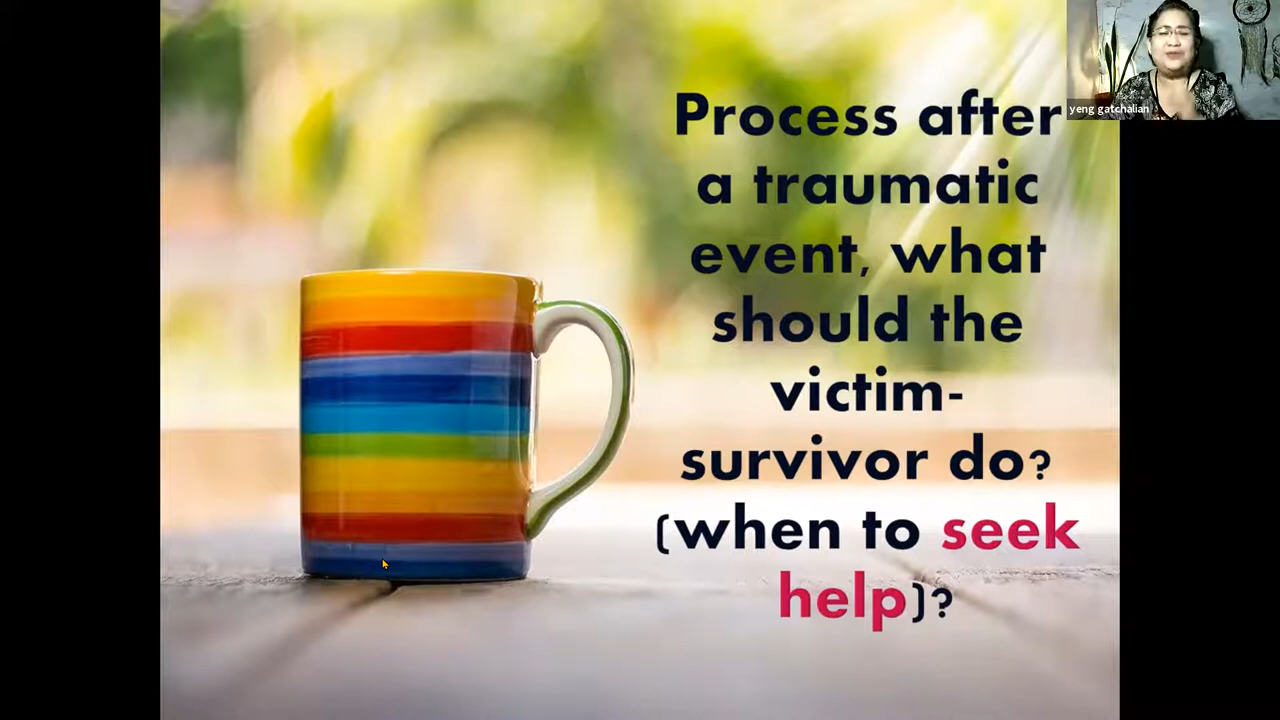 Process after
a traumatic
event, what
should the
victim-
survivor do?
(when to seek
help)?
yeng gatchalian